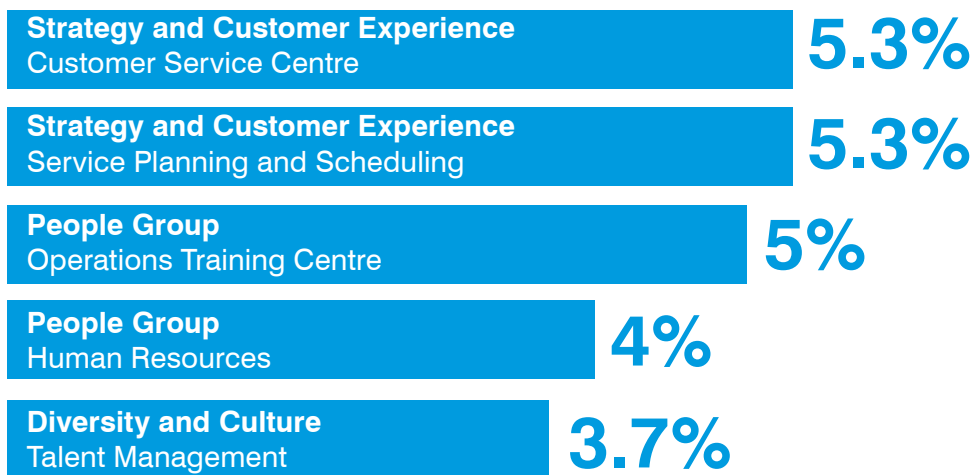 Strategy and Customer Experience
Customer Service Centre
5.3%
Strategy and Customer Experience
Service Planning and Scheduling
5.3%
People Group
Operations Training Centre
5%
People Group
Human Resources
4%
Diversity and Culture
Talent Management
3.7%